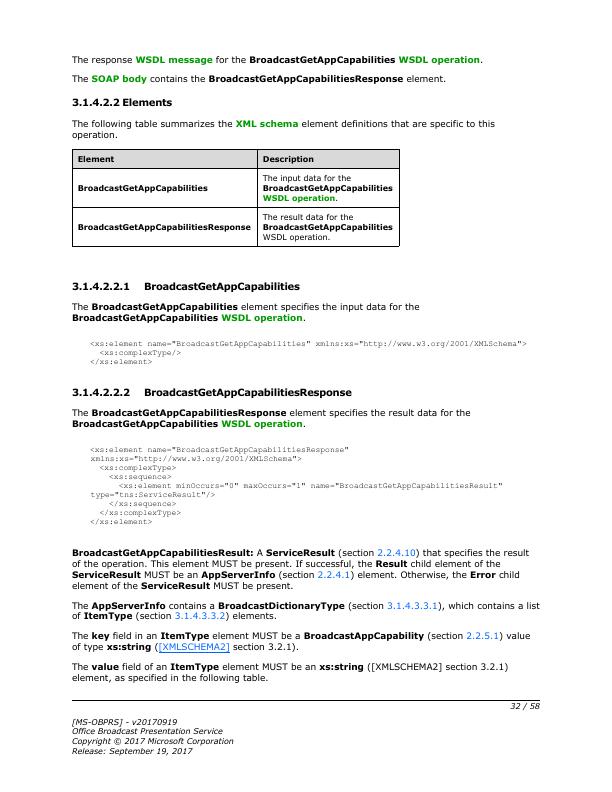 The response WSDL message for the BroadcastGetAppCapabilities WSDL operation.
The SOAP body contains the BroadcastGetAppCapabilitiesResponse element.
3.1.4.2.2 Elements
The following table summarizes the XML schema element definitions that are specific to this
operation.
Element Description
The input data for the
BroadcastGetAppCapabilities BroadcastGetAppCapabilities
WSDL operation.
The result data for the
BroadcastGetAppCapabilitiesResponse BroadcastGetAppCapabilities
WSDL operation.
3.1.4.2.2.1 BroadcastGetAppCapabilities
The BroadcastGetAppCapabilities element specifies the input data for the
BroadcastGetAppCapabilities WSDL operation.
<xs:element name="BroadcastGetAppCapabilities" xmlns:xs="http://www.w3.org/2001/XMLSchema">
<xs:complexType/>
</xs:element>
3.1.4.2.2.2 BroadcastGetAppCapabilitiesResponse
The BroadcastGetAppCapabilitiesResponse element specifies the result data for the
BroadcastGetAppCapabilities WSDL operation.
<xs:element name="BroadcastGetAppCapabilitiesResponse"
xmlns:xs="http://www.w3.org/2001/XMLSchema">
<xs:complexType>
<xs:sequence>
<xs:element minOccurs="0" maxOccurs="1" name="BroadcastGetAppCapabilitiesResult"
type="tns:ServiceResult"/>
</xs:sequence>
</xs:complexType>
</xs:element>
BroadcastGetAppCapabilitiesResult: A ServiceResult (section 2.2.4.10) that specifies the result
of the operation. This element MUST be present. If successful, the Result child element of the
ServiceResult MUST be an AppServerInfo (section 2.2.4.1) element. Otherwise, the Error child
element of the ServiceResult MUST be present.
The AppServerInfo contains a BroadcastDictionaryType (section 3.1.4.3.3.1), which contains a list
of ItemType (section 3.1.4.3.3.2) elements.
The key field in an ItemType element MUST be a BroadcastAppCapability (section 2.2.5.1) value
of type xs:string ([XMLSCHEMA2] section 3.2.1).
The value field of an ItemType element MUST be an xs:string ([XMLSCHEMA2] section 3.2.1)
element, as specified in the following table.
32 / 58
[MS-OBPRS] - v20170919
Office Broadcast Presentation Service
Copyright © 2017 Microsoft Corporation
Release: September 19, 2017